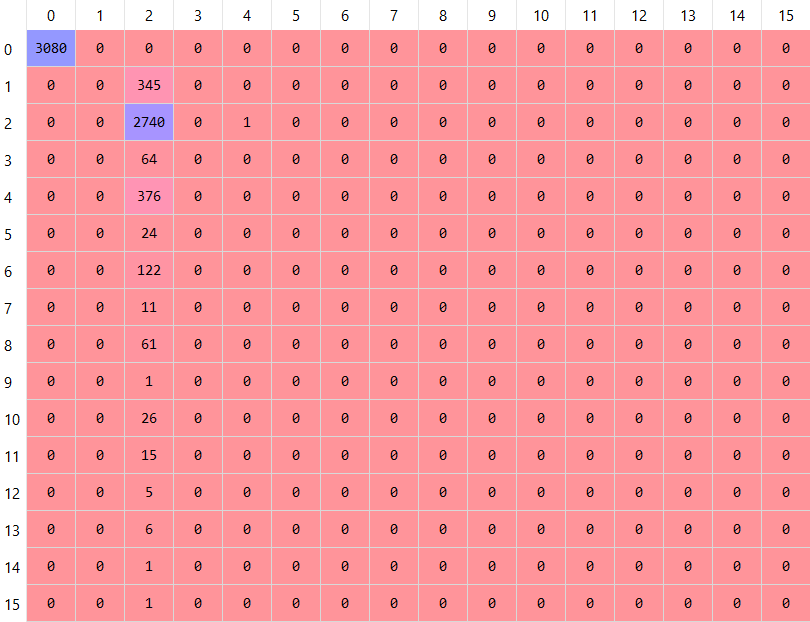 0 1 2 3 4 5 6 7 8 9 10 11 12 13 14 15
0 3080 0 0 0 0 0 0 0 0 0 0 0 0 0 0 0
1 0 0 345 0 0 0 0 0 0 0 0 0 0 0 0 0
2 0 0 2740 0 1 0 0 0 0 0 0 0 0 0 0 0
3 0 0 64 0 0 0 0 0 0 0 0 0 0 0 0 0
4 0 0 376 0 0 0 0 0 0 0 0 0 0 0 0 0
5 0 0 24 0 0 0 0 0 0 0 0 0 0 0 0 0
6 0 0 122 0 0 0 0 0 0 0 0 0 0 0 0 0
7 0 0 11 0 0 0 0 0 0 0 0 0 0 0 0 0
8 0 0 61 0 0 0 0 0 0 0 0 0 0 0 0 0
9 0 0 1 0 0 0 0 0 0 0 0 0 0 0 0 0
10 0 0 26 0 0 0 0 0 0 0 0 0 0 0 0 0
11 0 0 15 0 0 0 0 0 0 0 0 0 0 0 0 0
12 0 0 5 0 0 0 0 0 0 0 0 0 0 0 0 0
13 0 0 6 0 0 0 0 0 0 0 0 0 0 0 0 0
14 0 0 1 0 0 0 0 0 0 0 0 0 0 0 0 0
15 0 0 1 0 0 0 0 0 0 0 0 0 0 0 0 0